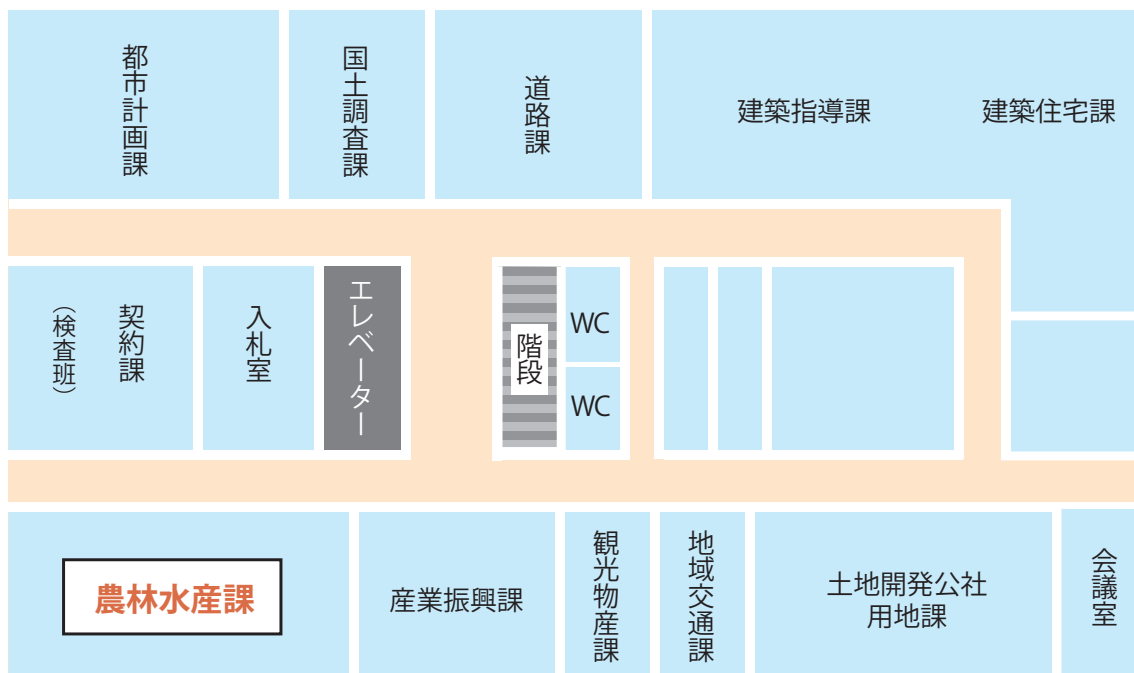 都市計画課
国土調査課
道路課
建築指導課
建築住宅課
(検査班)
契約課
入札室
エレベーター
階段
WC
WC
農林水産課
産業振興課
観光物産課
地域交通課
土地開発公社
用地課
会議室